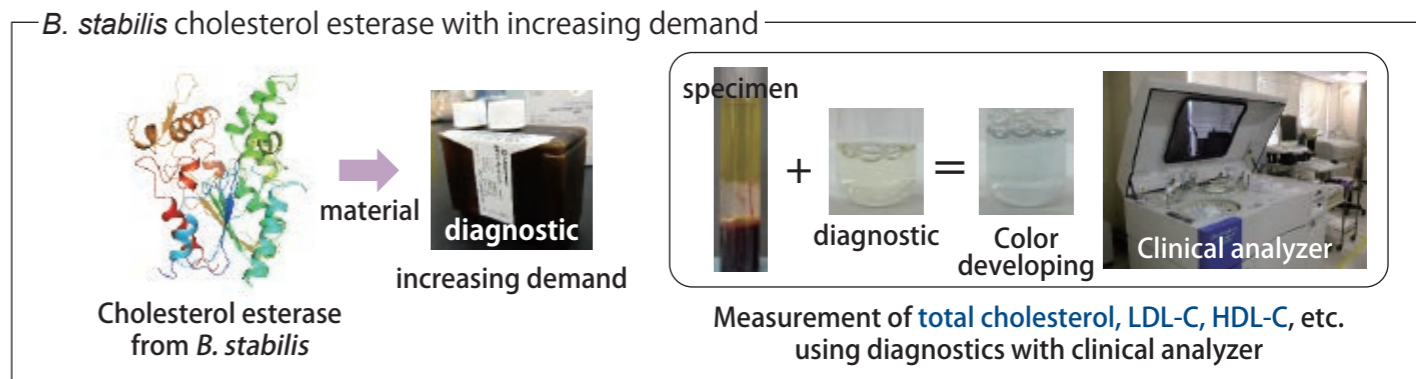 B. stabilis cholesterol esterase with increasing demand
material
diagnostic
increasing demand
Cholesterol esterase
from B. stabilis
specimen
+
diagnostic
=
Color
developing
Clinical analyzer
Measurement of total cholesterol, LDL-C, HDL-C, etc.
using diagnostics with clinical analyzer